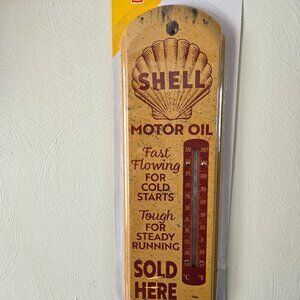 SHELL
MOTOR OIL
Fast
Flowing
FOR
COLD
STARTS
Tough
FOR
STEADY
RUNNING
SOLD
HERE
°C